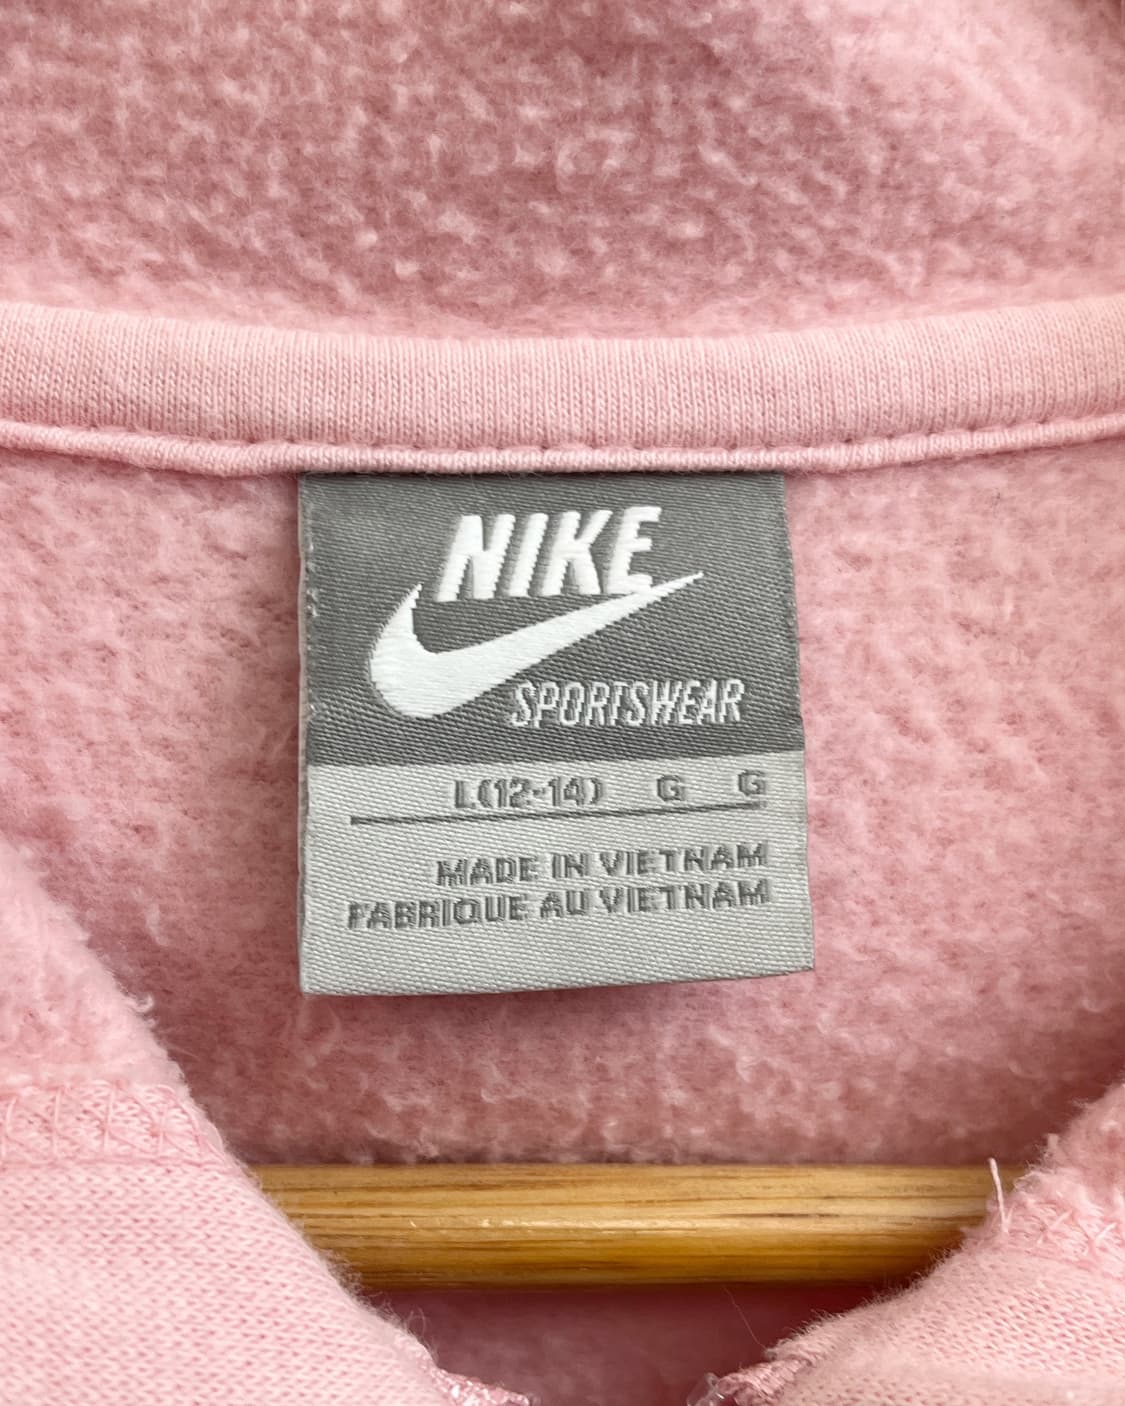 NIKE
SPORTSWEAR
L(12-14) G G
MADE IN VIETNAM
FABRIQUE AU VIETNAM